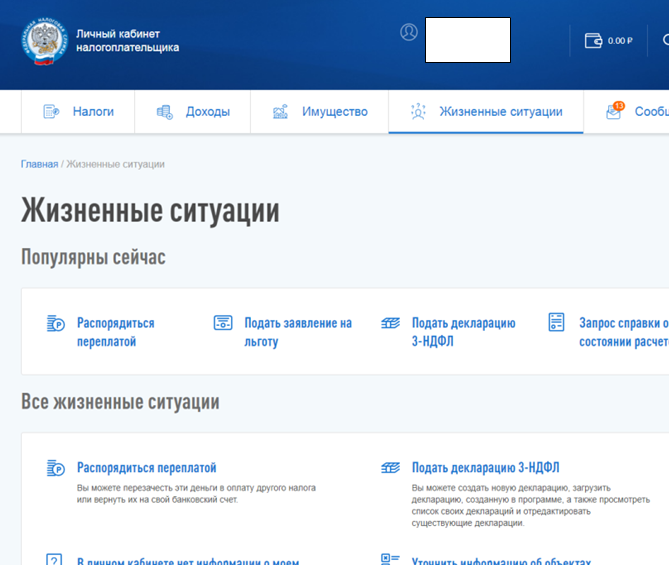 Личный кабинет
налогоплательщика
0.00 ₽
Налоги
Доходы
Имущество
Жизненные ситуации
13
Главная / Жизненные ситуации
Жизненные ситуации
Популярны сейчас
Распорядиться
переплатой
Подать заявление на
льготу
Подать декларацию
3-НДФЛ
Запрос справки о
состоянии
Все жизненные ситуации
Распорядиться переплатой
Вы можете перезачесть эти деньги в оплату другого налога
или вернуть их на свой банковский счет.
Подать декларацию 3-НДФЛ
Вы можете создать новую декларацию, загрузить
декларацию, созданную в программе, а также просмотреть
список своих деклараций и отредактировать
существующие декларации.
В личном кабинете нет информации о моем
Уточнить информацию об объектах